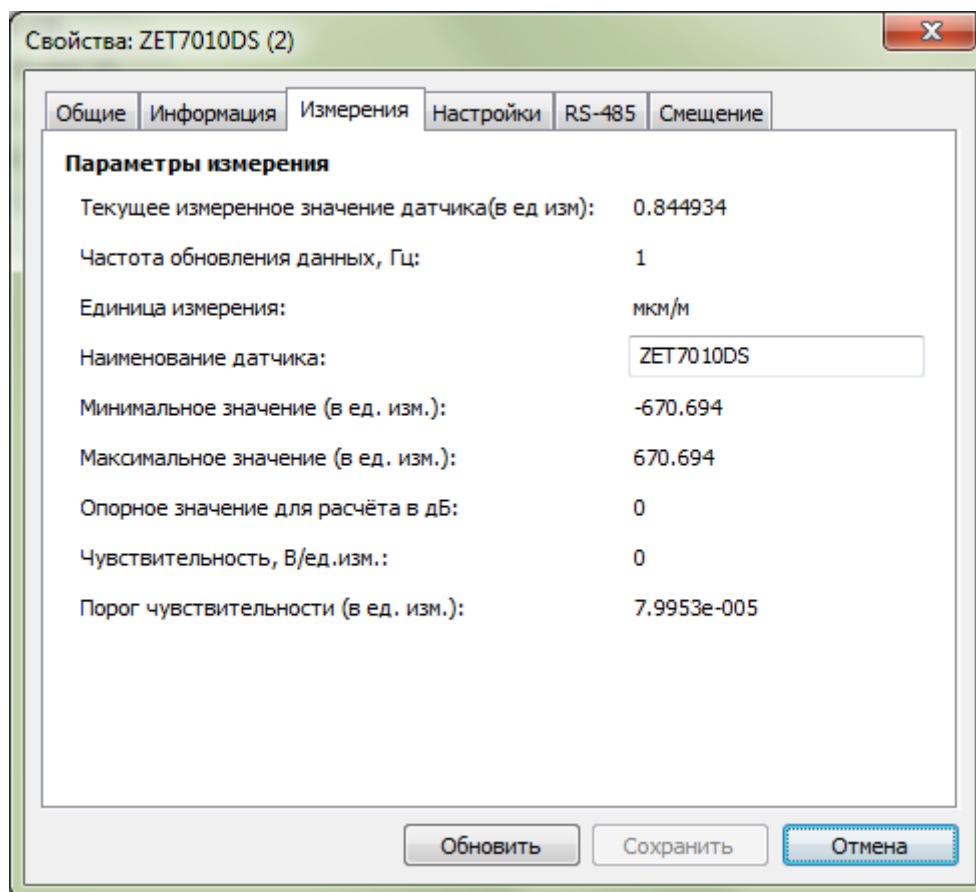 Свойства: ZET7010DS (2)
Общие Информация Измерения Настройки RS-485 Смещение
Параметры измерения
Текущее измеренное значение датчика(в ед изм): 0.844934
Частота обновления данных, Гц: 1
Единица измерения: мкм/м
Наименование датчика: ZET7010DS
Минимальное значение (в ед. изм.): -670.694
Максимальное значение (в ед. изм.): 670.694
Опорное значение для расчёта в дБ: 0
Чувствительность, В/ед.изм.: 0
Порог чувствительности (в ед. изм.): 7.9953e-005
Обновить Сохранить Отмена